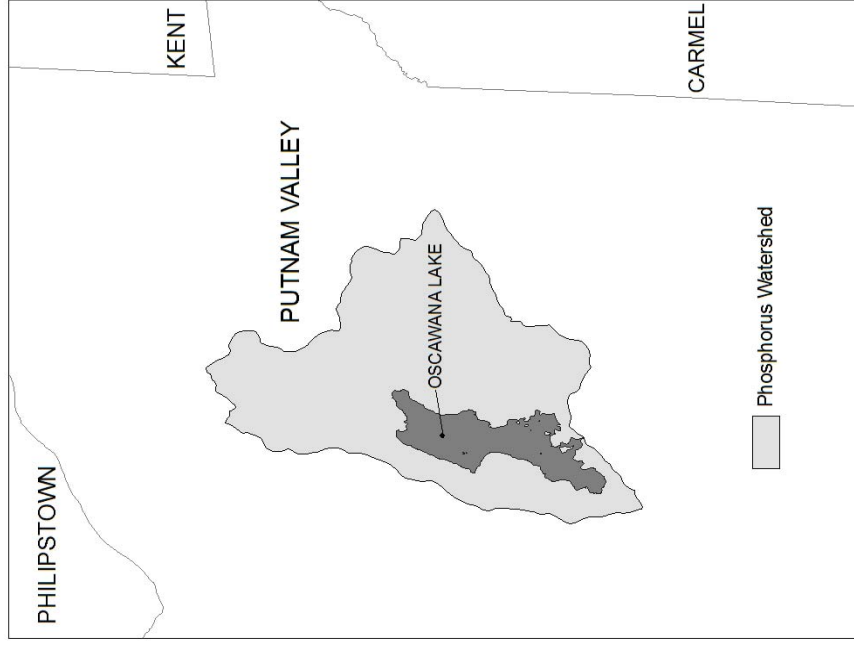 PHILIPSTOWN
KENT
PUTNAM VALLEY
CARMEL
OSCAWANA LAKE
Phosphorus Watershed